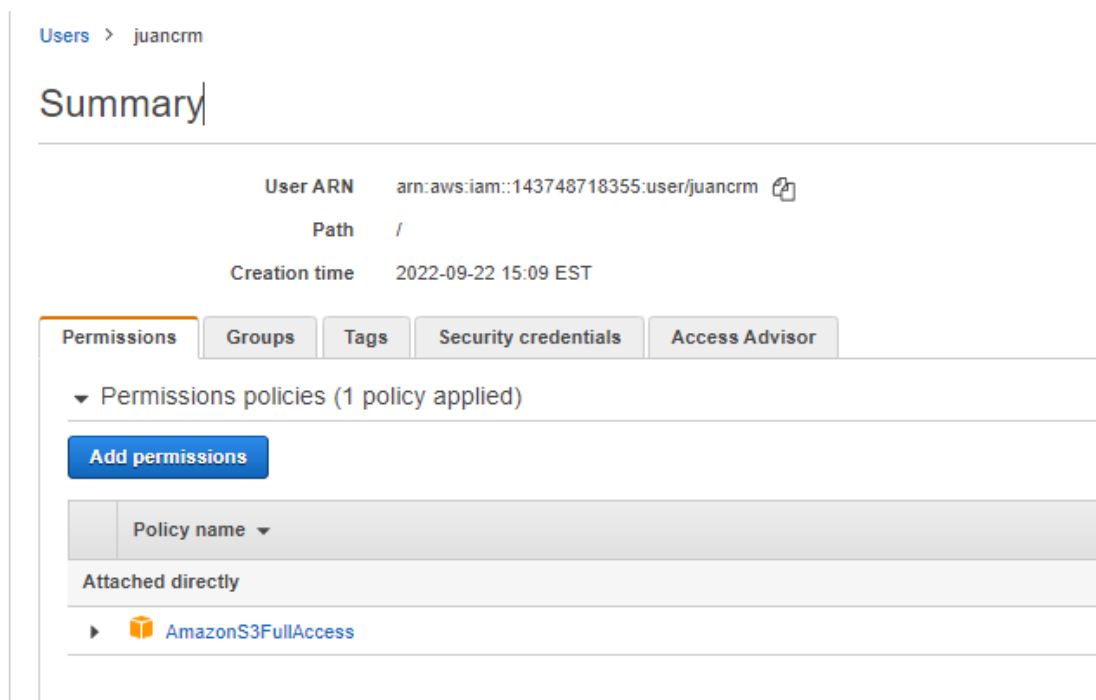 Users > juancrm
Summary
User ARN arn:aws:iam::143748718355:user/juancrm
Path /
Creation time 2022-09-22 15:09 EST
Permissions Groups Tags Security credentials Access Advisor
Permissions policies (1 policy applied)
Add permissions
Policy name
Attached directly
AmazonS3FullAccess